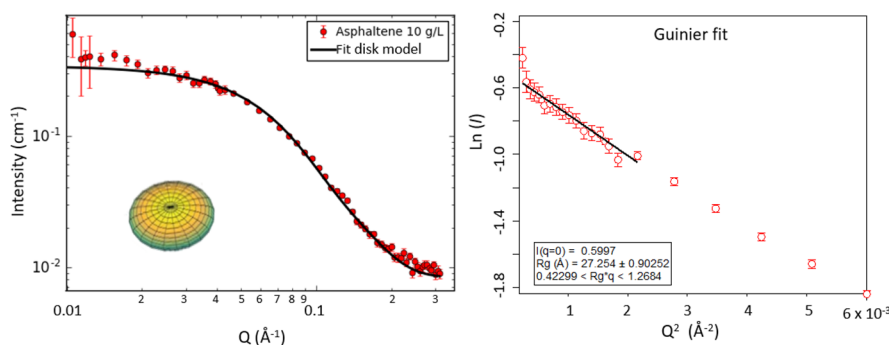 Asphaltene 10 g/L
Fit disk model
Intensity (cm⁻¹)
10⁻¹
10⁻²
0.01
2
3
4
5
6
7
8
9
0.1
2
3
Q (Å⁻¹)
Guinier fit
Ln (I)
-0.2
-0.6
-1.0
-1.4
-1.8
I(q=0) = 0.5997
Rg (Å) = 27.254 ± 0.90252
0.42299 < Rg*q < 1.2684
1
2
3
4
5
6 x 10⁻³
Q² (Å⁻²)